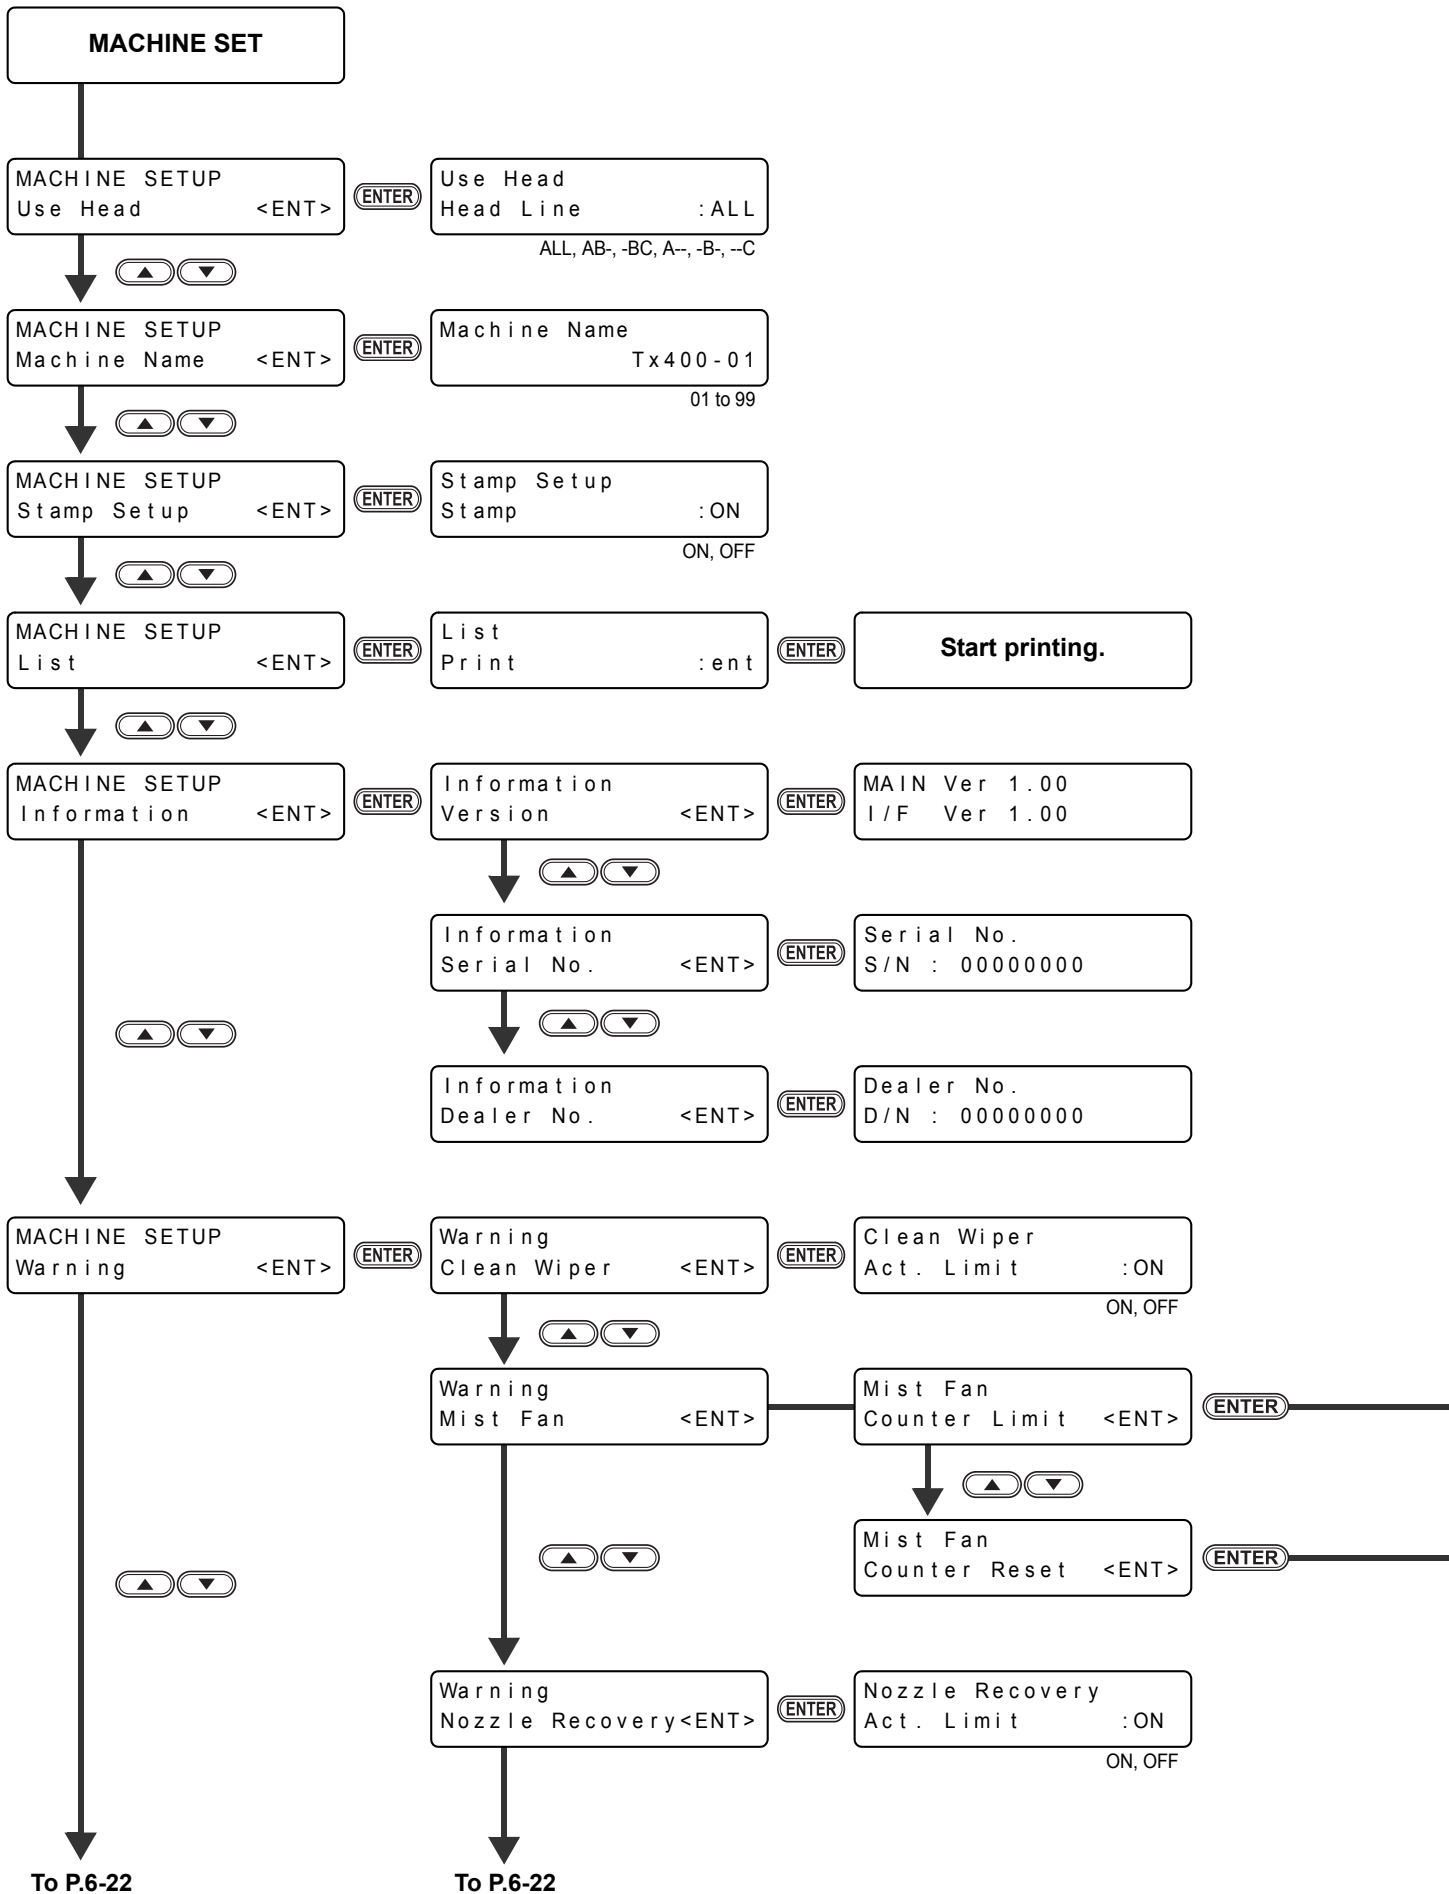 MACHINE SET
MACHINE SETUP
Use Head <ENT>
ENTER
Use Head
Head Line :ALL
ALL, AB-, -BC, A--, -B-, --C
MACHINE SETUP
Machine Name <ENT>
ENTER
Machine Name
Tx400-01
01 to 99
MACHINE SETUP
Stamp Setup <ENT>
ENTER
Stamp Setup
Stamp :ON
ON, OFF
MACHINE SETUP
List <ENT>
ENTER
List
Print :ent
ENTER
Start printing.
MACHINE SETUP
Information <ENT>
ENTER
Information
Version <ENT>
ENTER
MAIN Ver 1.00
I/F Ver 1.00
Information
Serial No. <ENT>
ENTER
Serial No.
S/N : 00000000
Information
Dealer No. <ENT>
ENTER
Dealer No.
D/N : 00000000
MACHINE SETUP
Warning <ENT>
ENTER
Warning
Clean Wiper <ENT>
ENTER
Clean Wiper
Act. Limit :ON
ON, OFF
Warning
Mist Fan <ENT>
Mist Fan
Counter Limit <ENT>
ENTER
Mist Fan
Counter Reset <ENT>
ENTER
Warning
Nozzle Recovery<ENT>
ENTER
Nozzle Recovery
Act. Limit :ON
ON, OFF
To P.6-22
To P.6-22